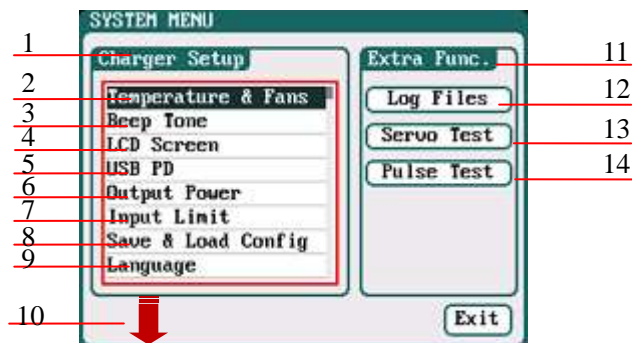 SYSTEM MENU
1
Charger Setup
2
Temperature & Fans
3
Beep Tone
4
LCD Screen
5
USB PD
6
Output Power
7
Input Limit
8
Save & Load Config
9
Language
10
Extra Func.
11
Log Files
12
Servo Test
13
Pulse Test
14
Exit